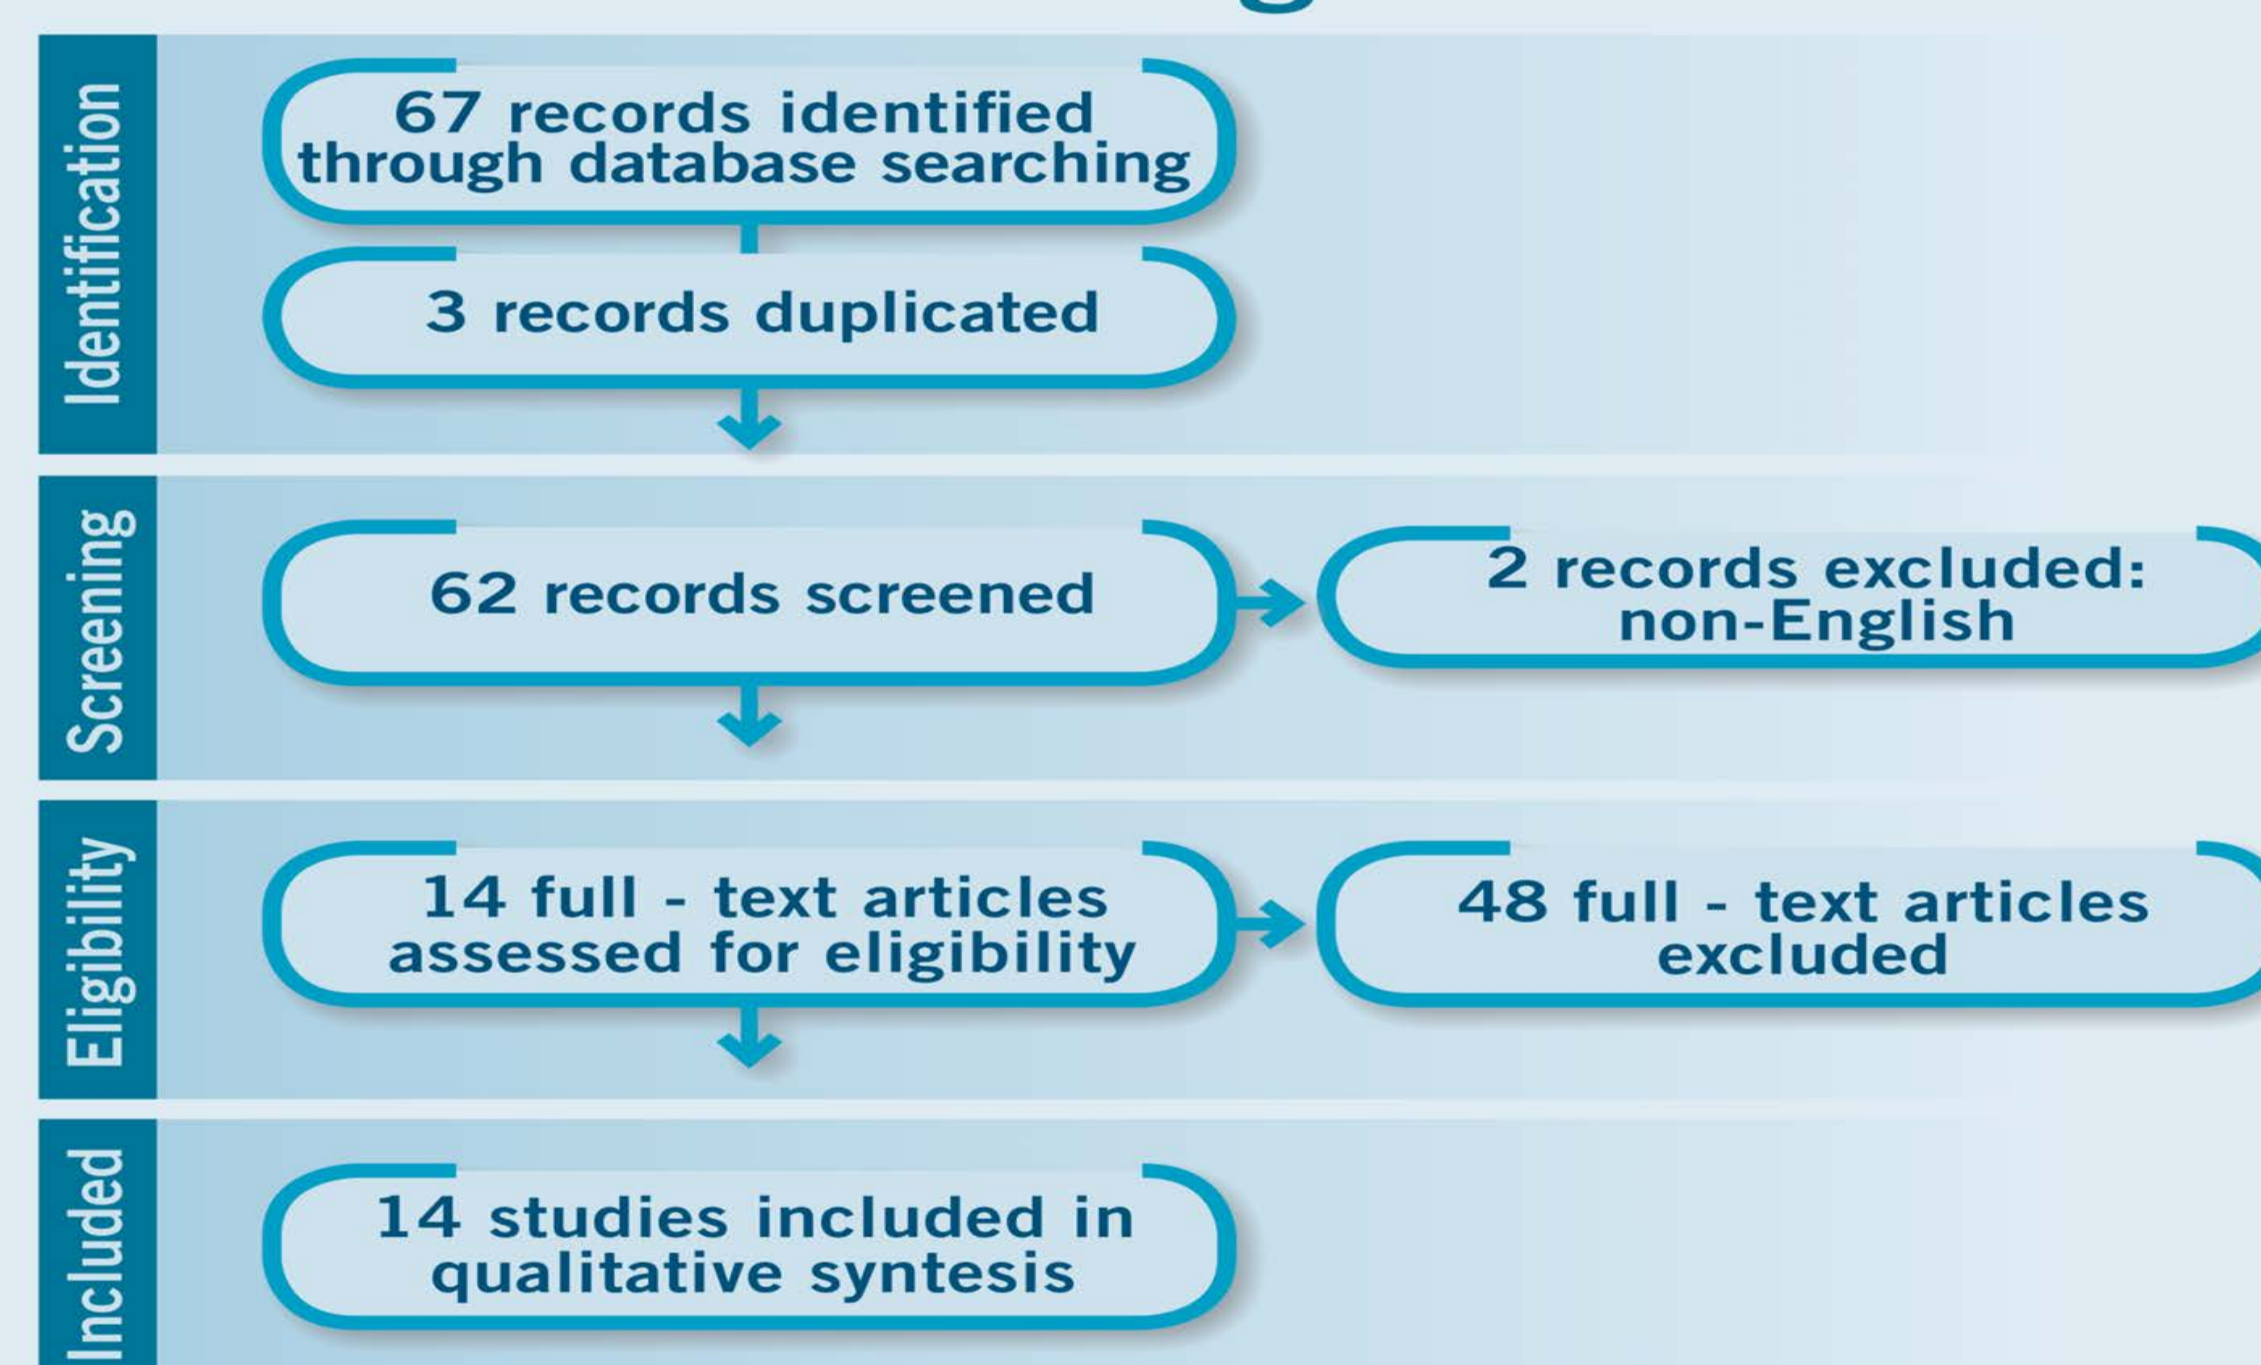 Identification
67 records identified
through database searching
3 records duplicated
Screening
62 records screened
2 records excluded:
non-English
Eligibility
14 full - text articles
assessed for eligibility
48 full - text articles
excluded
Included
14 studies included in
qualitative syntesis